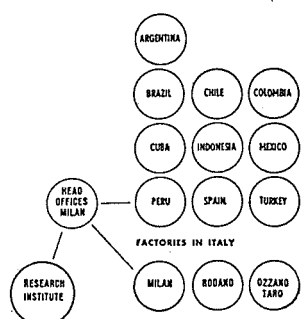 ARGENTINA
BRAZIL
CHILE
COLOMBIA
CUBA
INDONESIA
MEXICO
HEAD
OFFICES
MILAN
PERU
SPAIN
TURKEY
FACTORIES IN ITALY
RESEARCH
INSTITUTE
MILAN
RODANO
OZZANO
TARO